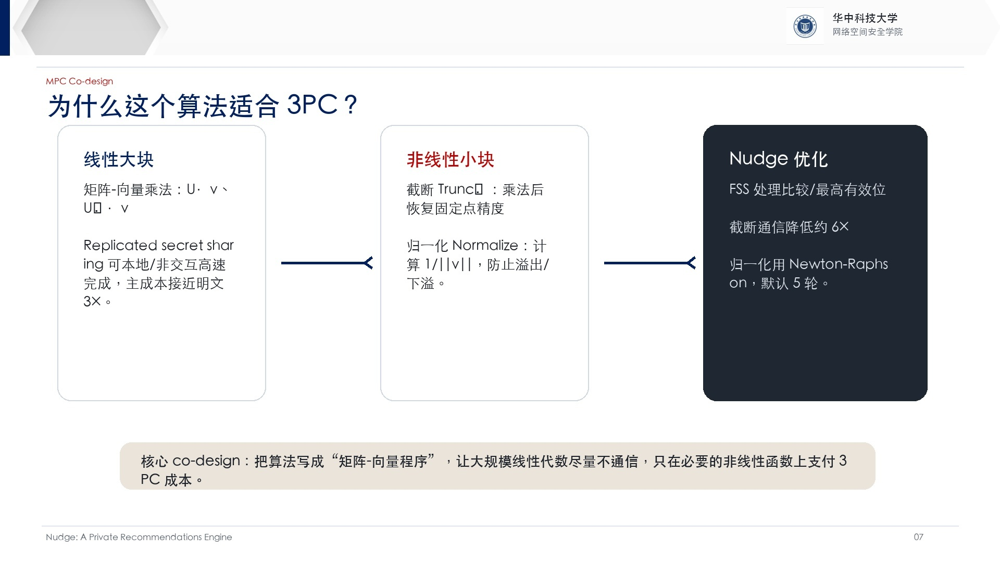 华中科技大学
网络空间安全学院
MPC Co-design
为什么这个算法适合 3PC？
线性大块
矩阵-向量乘法：U· v、
U · v
Replicated secret shar
ing 可本地/非交互高速
完成，主成本接近明文
3×。
非线性小块
截断 Trunc ：乘法后
恢复固定点精度
归一化 Normalize：计
算 1/||v||，防止溢出/
下溢。
Nudge 优化
FSS 处理比较/最高有效位
截断通信降低约 6×
归一化用 Newton-Raphs
on，默认 5 轮。
核心 co-design：把算法写成“矩阵-向量程序”，让大规模线性代数尽量不通信，只在必要的非线性函数上支付 3
PC 成本。
Nudge: A Private Recommendations Engine
07